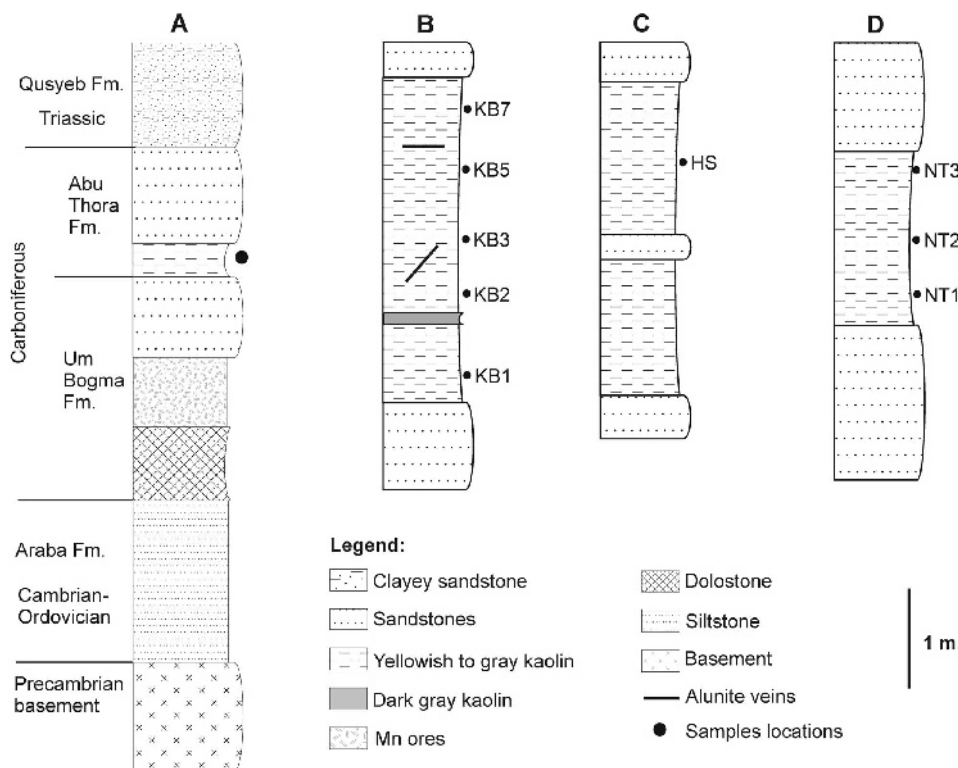 A
B
C
D
Qusyeb Fm.
Triassic
Abu
Thora
Fm.
Carboniferous
Um
Bogma
Fm.
Araba Fm.
Cambrian-
Ordovician
Precambrian
basement
KB7
KB5
KB3
KB2
KB1
HS
NT3
NT2
NT1
Legend:
Clayey sandstone
Sandstones
Yellowish to gray kaolin
Dark gray kaolin
Mn ores
Dolostone
Siltstone
Basement
Alunite veins
Samples locations
1 m